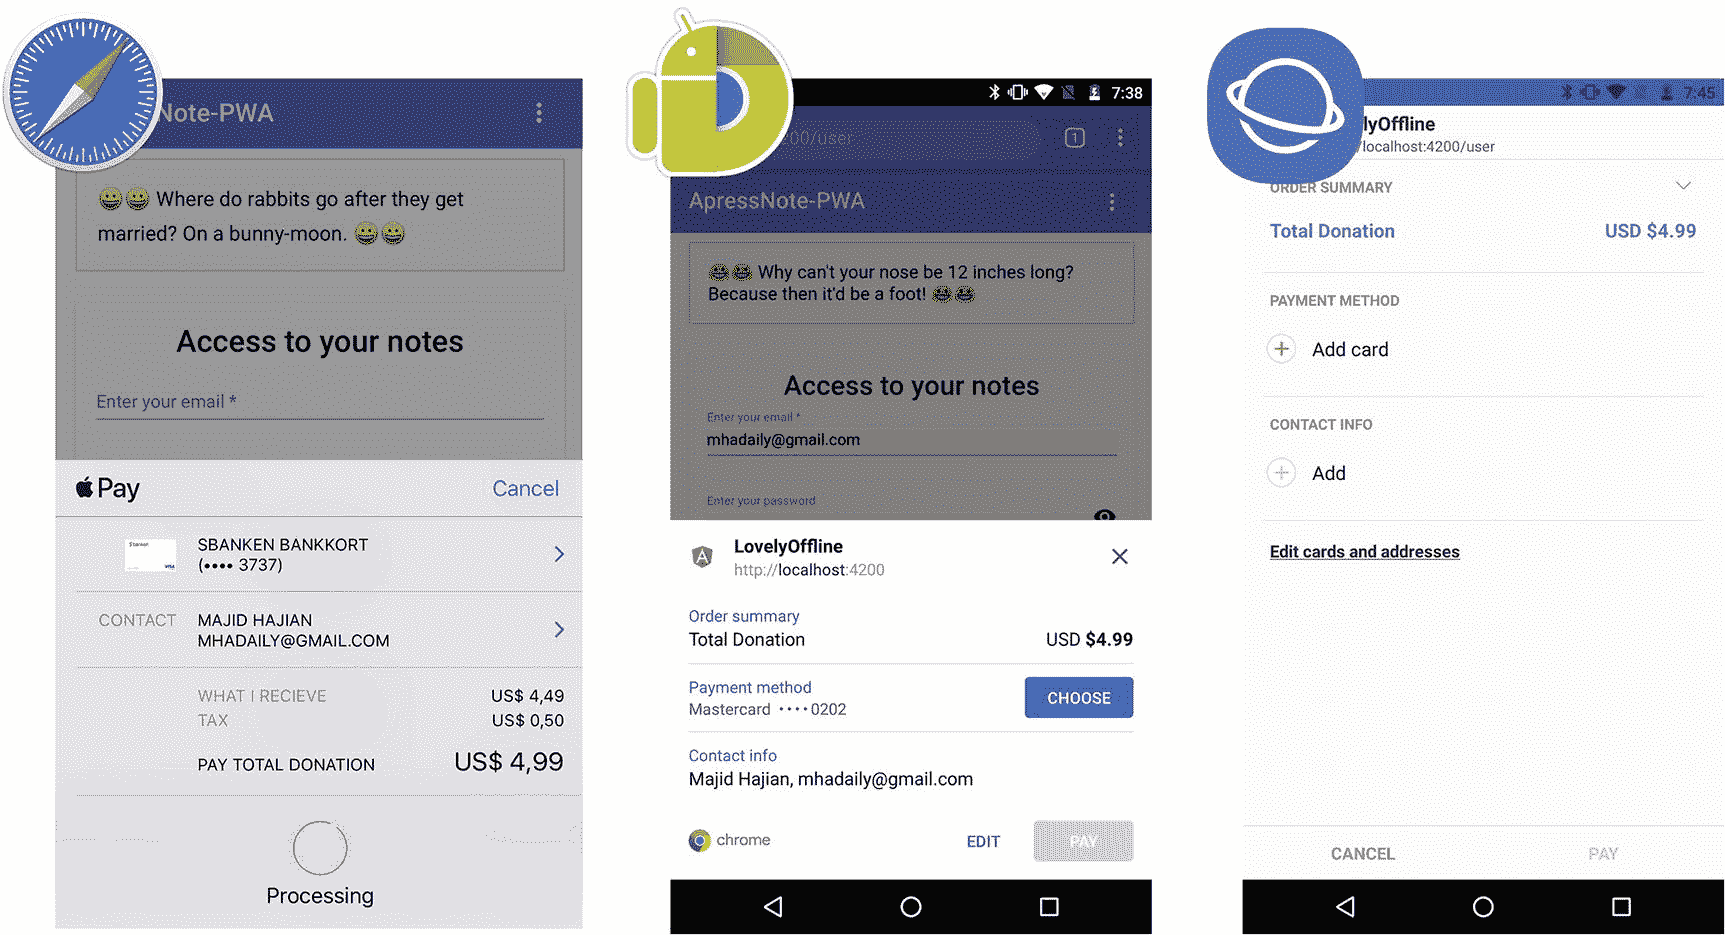 Note-PWA
😀😀 Where do rabbits go after they get
married? On a bunny-moon. 😀😀
Access to your notes
Enter your email *
Pay
Cancel
SBANKEN BANKKORT
(•••• 3737)
CONTACT
MAJID HAJIAN
MHADAILY@GMAIL.COM
WHAT I RECIEVE US$ 4,49
TAX US$ 0,50
PAY TOTAL DONATION US$ 4,99
Processing
7:38
200/user
1
ApressNote-PWA
😀😀 Why can't your nose be 12 inches long?
Because then it'd be a foot! 😀😀
Access to your notes
Enter your email *
mhadaily@gmail.com
Enter your password
LovelyOffline
http://localhost:4200
Order summary
Total Donation USD $4.99
Payment method
Mastercard ••••0202
CHOOSE
Contact info
Majid Hajian, mhadaily@gmail.com
chrome
EDIT
PAY
7:45
lyOffline
/localhost:4200/user
ORDER SUMMARY
Total Donation USD $4.99
PAYMENT METHOD
Add card
CONTACT INFO
Add
Edit cards and addresses
CANCEL
PAY